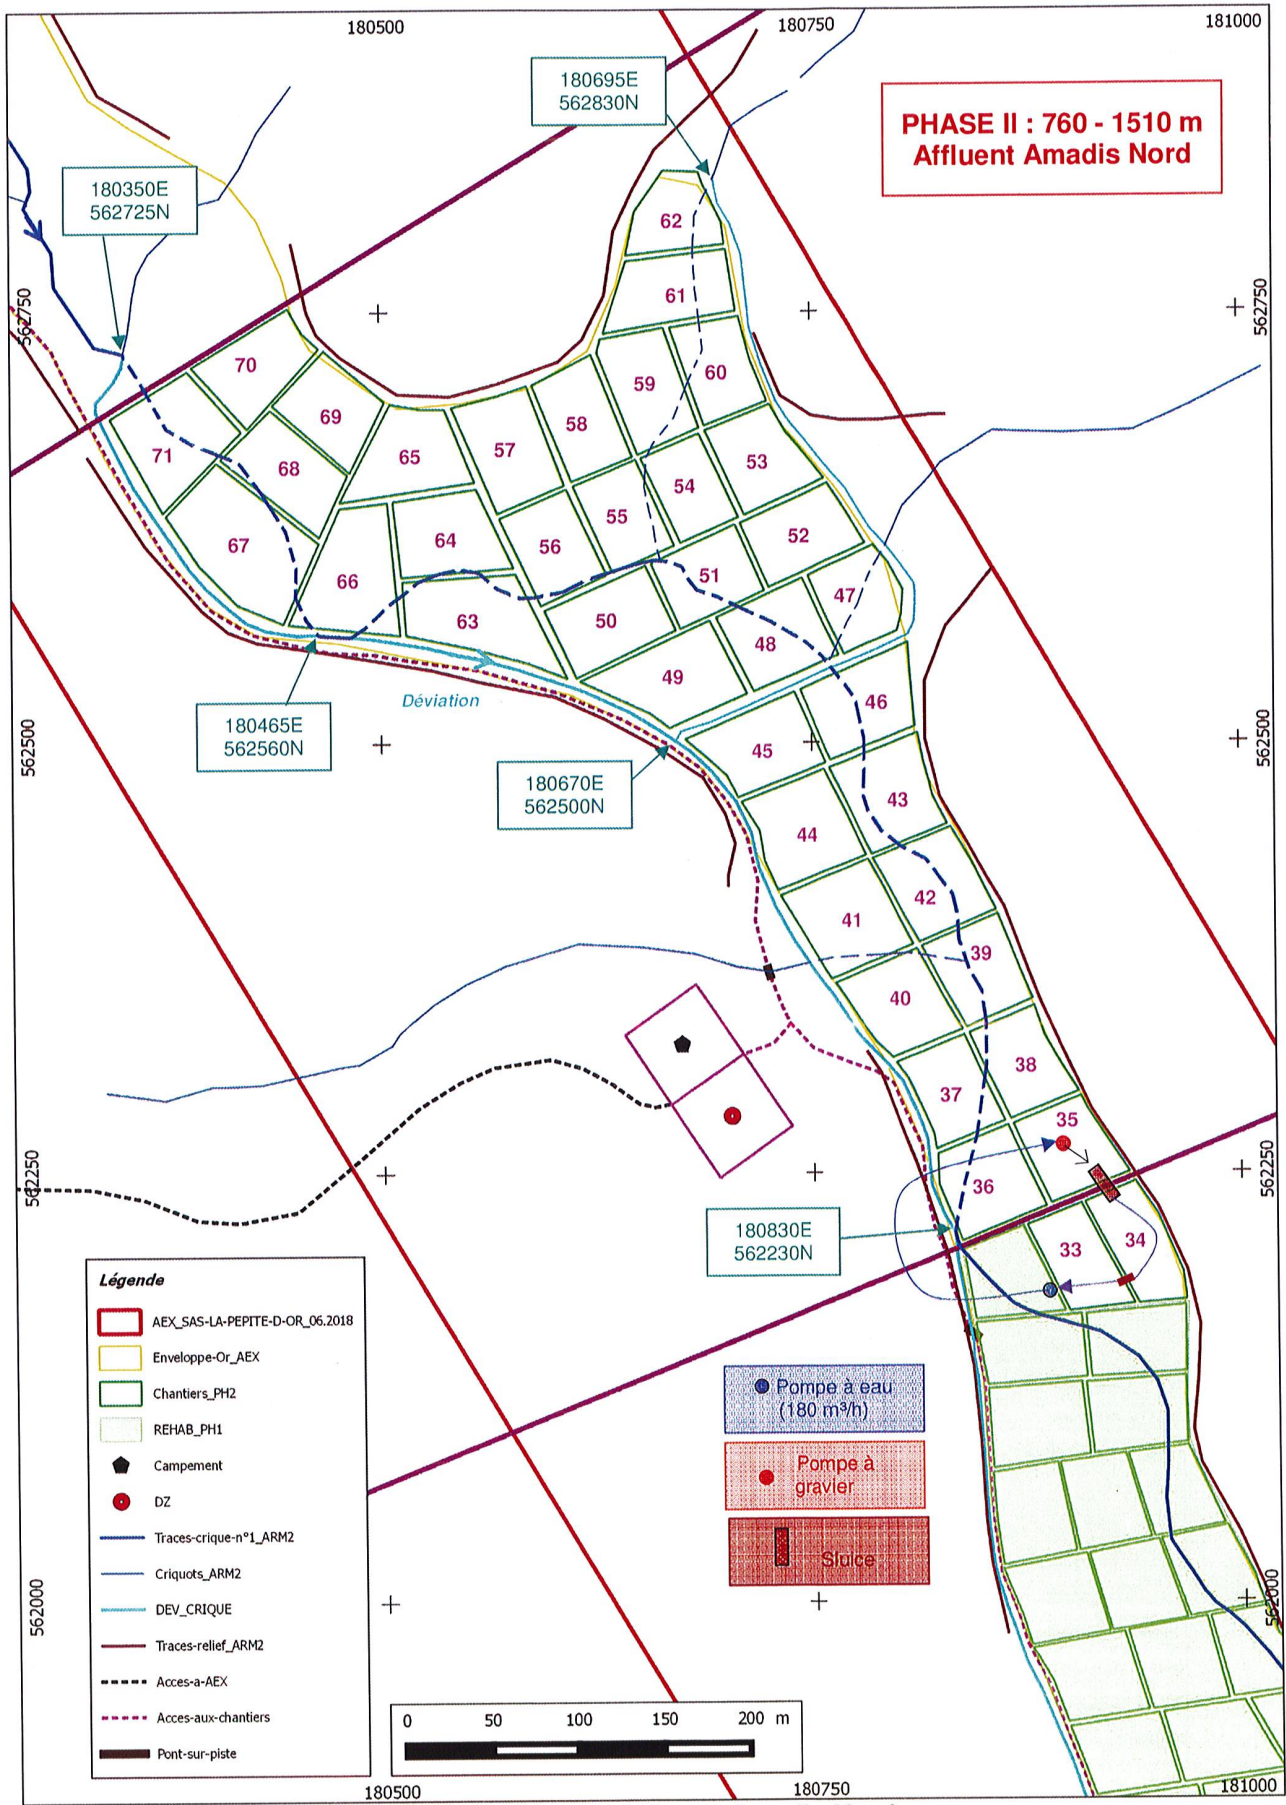 180500
180750
181000
180695E
562830N
PHASE II : 760 - 1510 m
Affluent Amadis Nord
180350E
562725N
562750
562750
62
61
70
60
59
69
58
57
65
71
68
53
54
55
52
67
64
56
66
51
47
63
50
48
49
46
Déviation
180465E
562560N
562500
562500
45
180670E
562500N
43
44
42
41
39
40
38
37
35
562250
562250
36
180830E
562230N
34
33
Légende
AEX_SAS-LA-PEPITE-D-OR_06.2018
Enveloppe-Or_AEX
Chantiers_PH2
REHAB_PH1
Campement
DZ
Traces-crique-n°1_ARM2
Criquots_ARM2
DEV_CRIQUE
Traces-relief_ARM2
Acces-a-AEX
Acces-aux-chantiers
Pont-sur-piste
Pompe à eau
(180 m³/h)
Pompe à
gravier
Sluice
562000
562000
0 50 100 150 200 m
180500
180750
181000